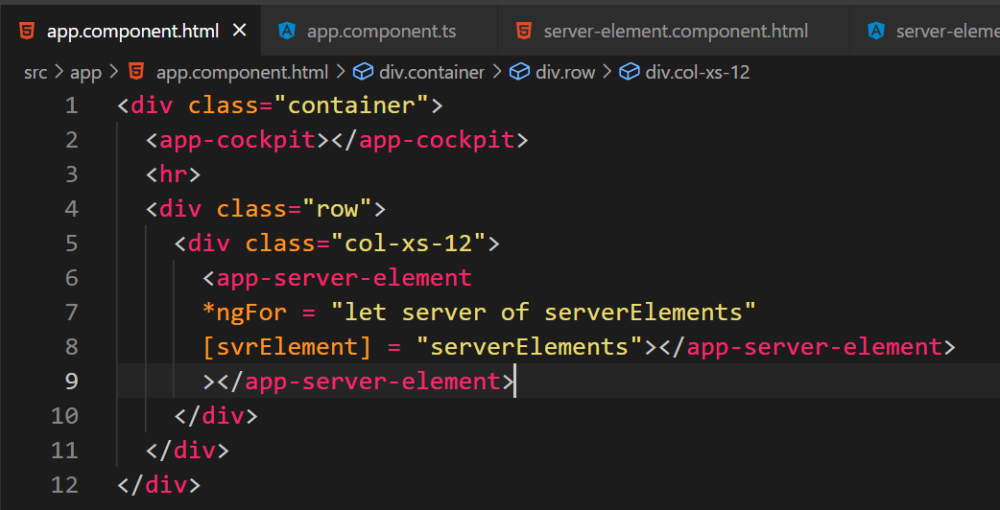 app.component.html app.component.ts server-element.component.html server-eleme
src > app > app.component.html > div.container > div.row > div.col-xs-12
1 <div class="container">
2 <app-cockpit></app-cockpit>
3 <hr>
4 <div class="row">
5 <div class="col-xs-12">
6 <app-server-element
7 *ngFor = "let server of serverElements"
8 [svrElement] = "serverElements"></app-server-element>
9 ></app-server-element>
10 </div>
11 </div>
12 </div>